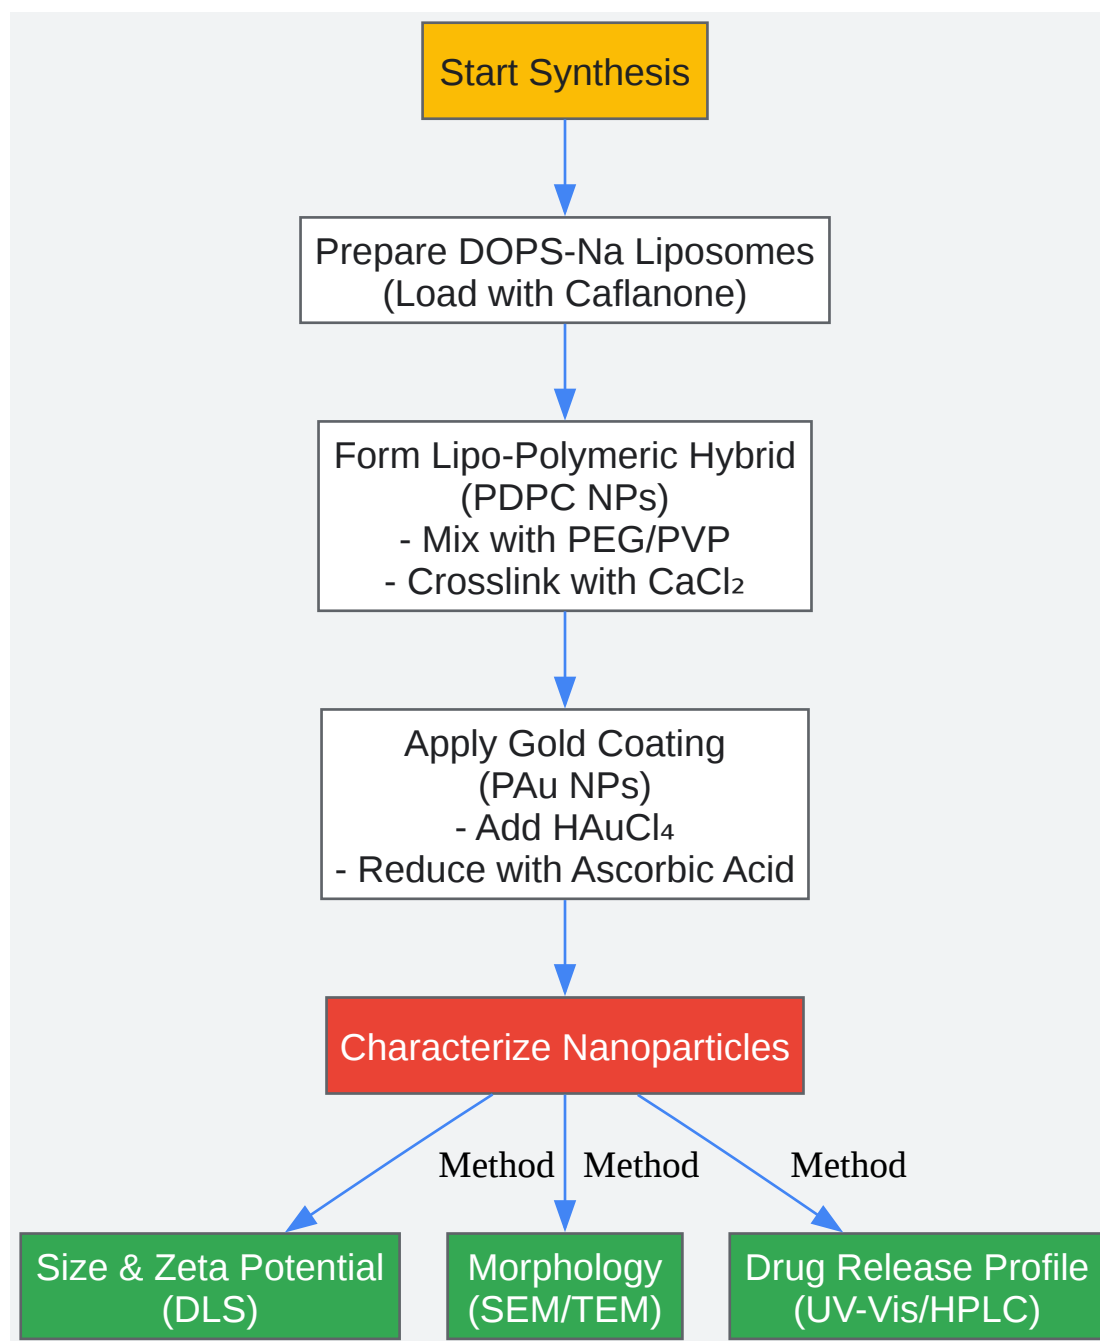 Start Synthesis
Prepare DOPS-Na Liposomes
(Load with Caflanone)
Form Lipo-Polymeric Hybrid
(PDPC NPs)
- Mix with PEG/PVP
- Crosslink with CaCl₂
Apply Gold Coating
(PAu NPs)
- Add HAuCl₄
- Reduce with Ascorbic Acid
Characterize Nanoparticles
Method
Method
Method
Size & Zeta Potential
(DLS)
Morphology
(SEM/TEM)
Drug Release Profile
(UV-Vis/HPLC)